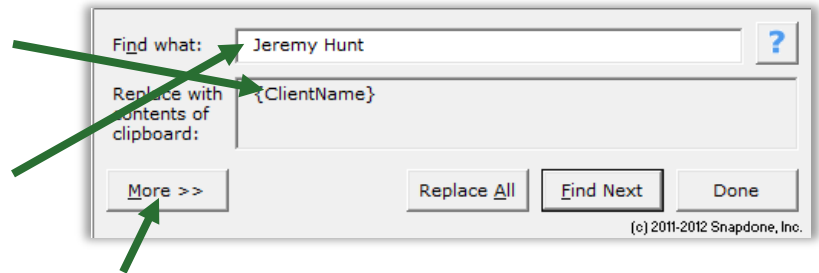 Find what:
Jeremy Hunt
?
Replace with
contents of
clipboard:
{ClientName}
More >>
Replace All
Find Next
Done
(c) 2011-2012 Snapdone, Inc.